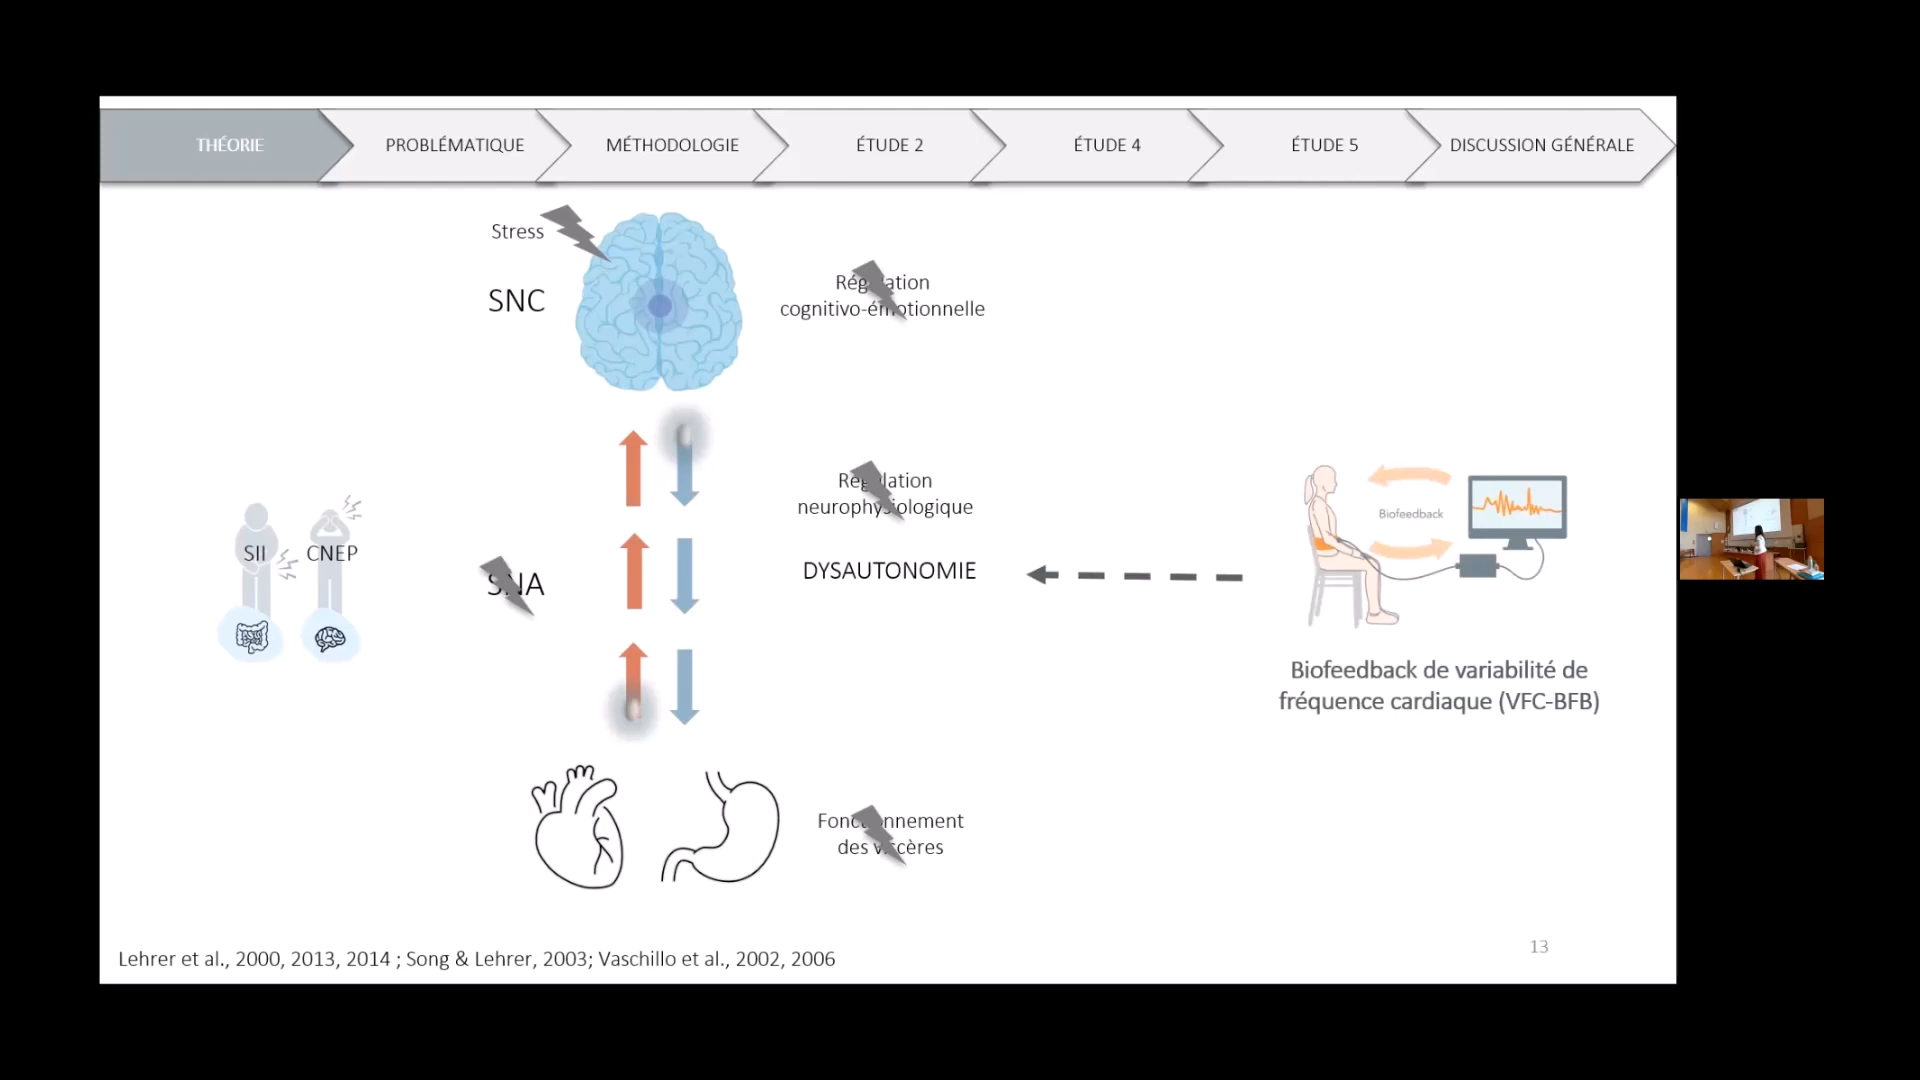 THÉORIE
PROBLÉMATIQUE
MÉTHODOLOGIE
ÉTUDE 2
ÉTUDE 4
ÉTUDE 5
DISCUSSION GÉNÉRALE
Stress
SNC
Régulation
cognitivo-émotionnelle
Régulation
neurophysiologique
SII
CNEP
SNA
DYSAUTONOMIE
Biofeedback
Biofeedback de variabilité de
fréquence cardiaque (VFC-BFB)
Fonctionnement
des viscères
Lehrer et al., 2000, 2013, 2014 ; Song & Lehrer, 2003; Vaschillo et al., 2002, 2006
13